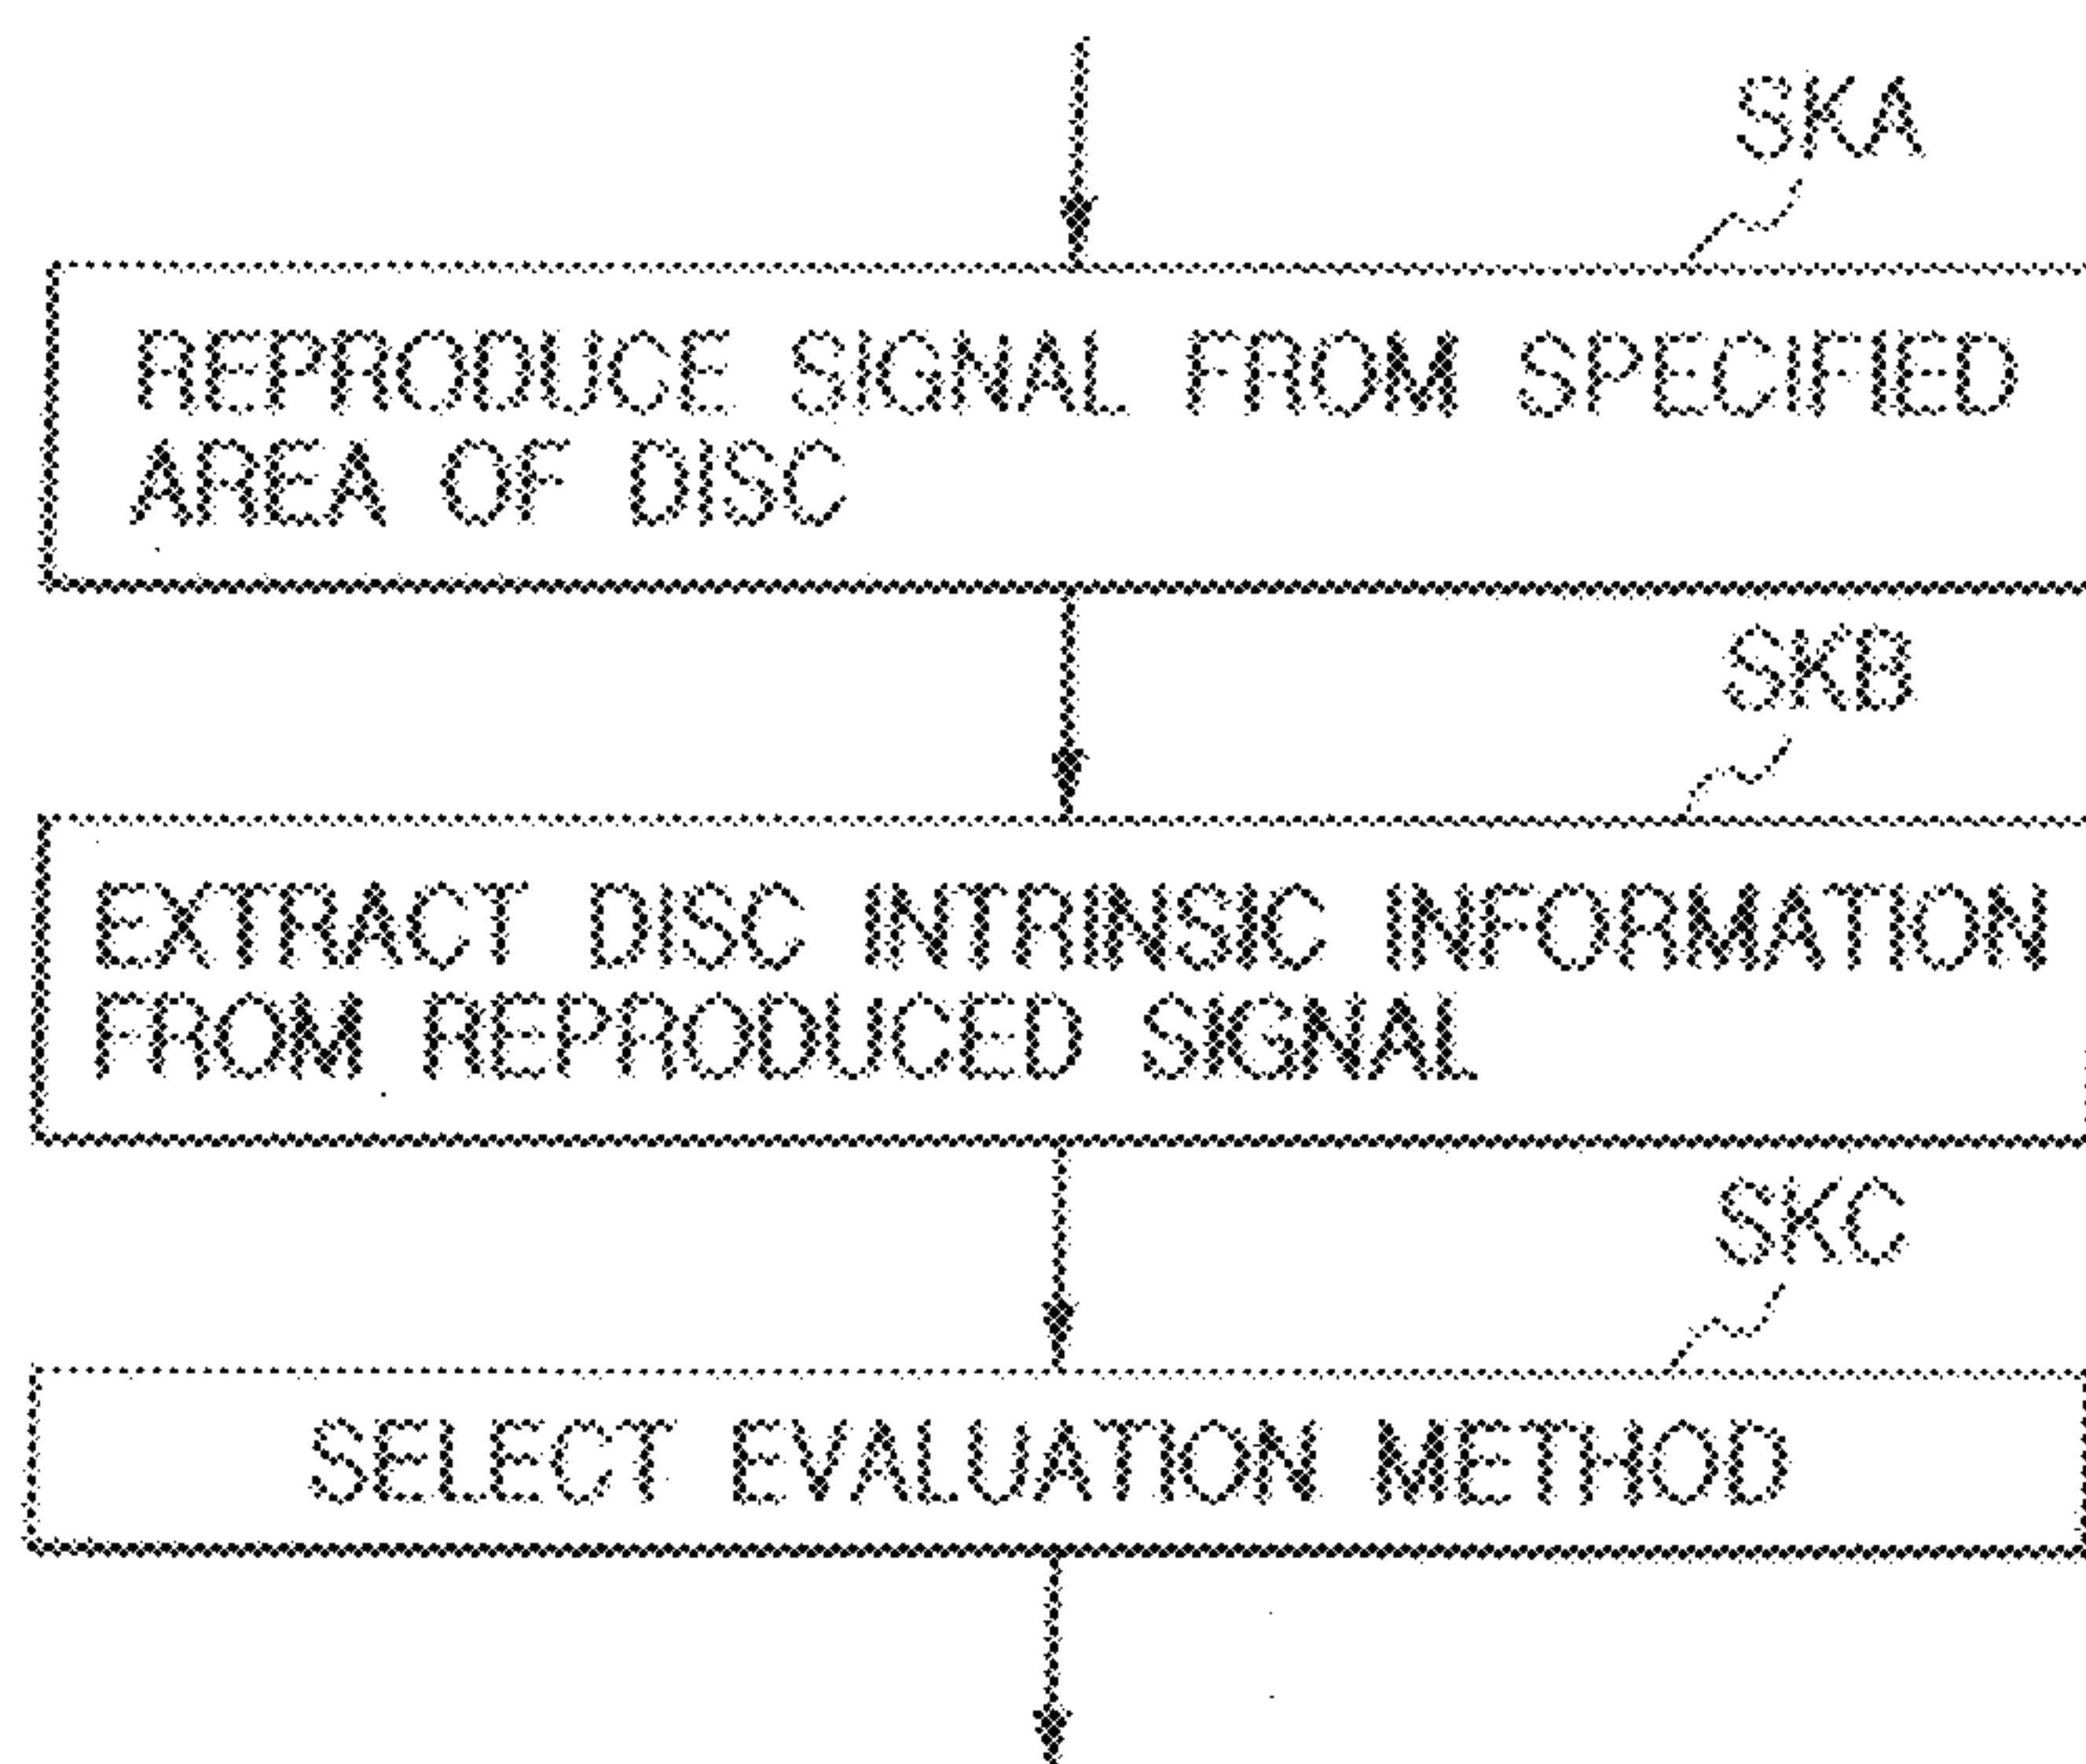 SKA
REPRODUCE SIGNAL FROM SPECIFIED
AREA OF DISC
SKB
EXTRACT DISC INTRINSIC INFORMATION
FROM REPRODUCED SIGNAL
SKC
SELECT EVALUATION METHOD